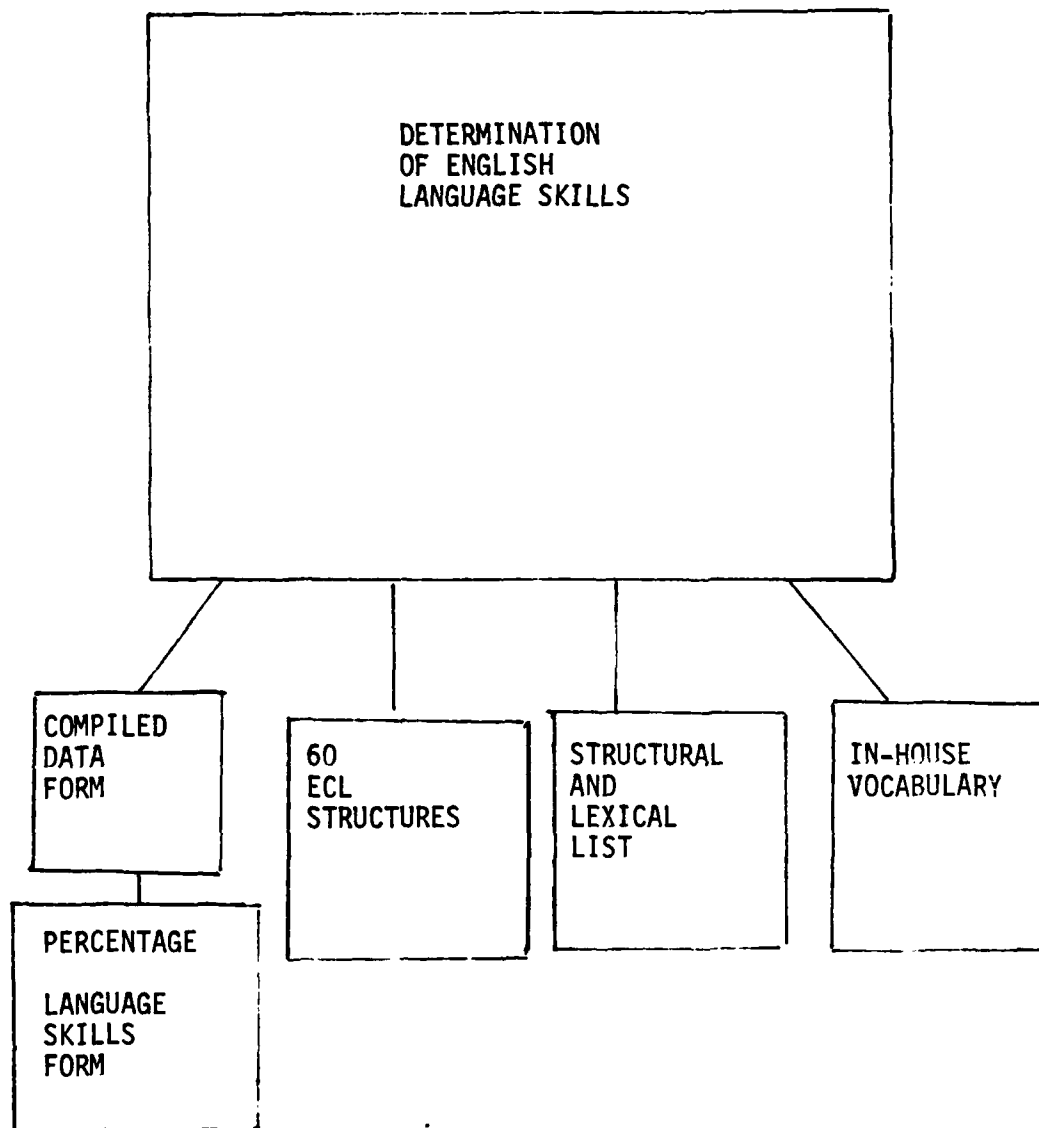 DETERMINATION
OF ENGLISH
LANGUAGE SKILLS
COMPILED
DATA
FORM
60
ECL
STRUCTURES
STRUCTURAL
AND
LEXICAL
LIST
IN-HOUSE
VOCABULARY
PERCENTAGE
LANGUAGE
SKILLS
FORM